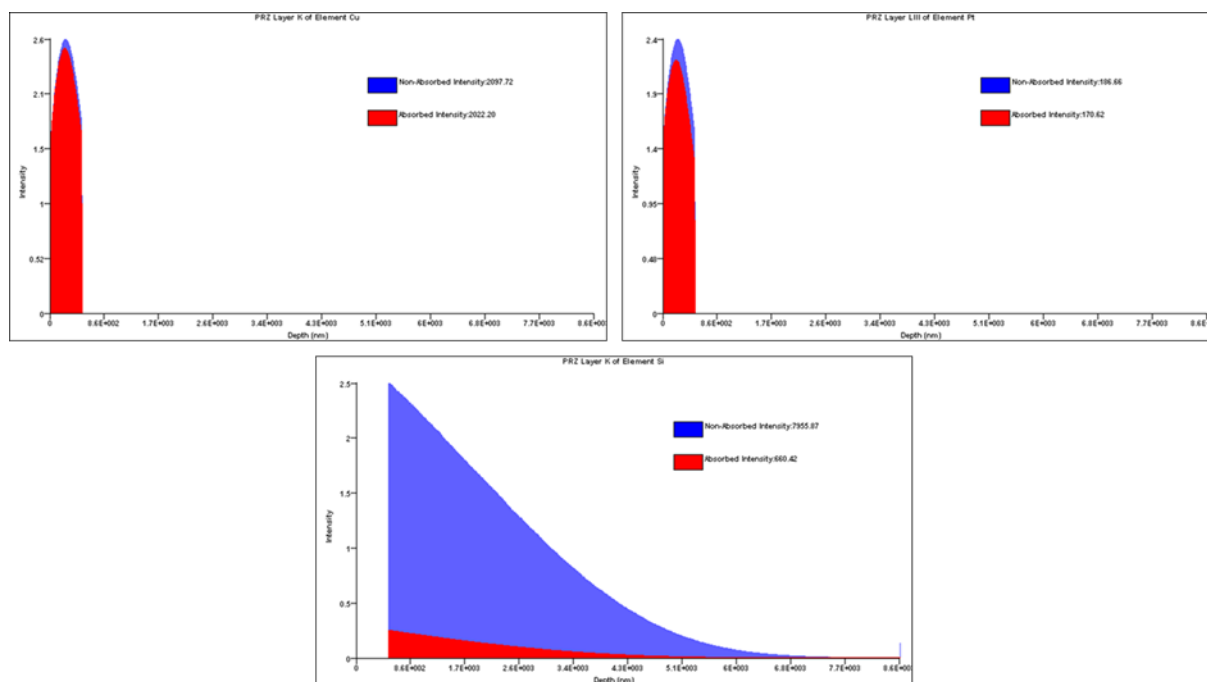 PRZ Layer K of Element Cu
2.6
2.1
1.5
1
0.52
0
Intensity
Non-Absorbed Intensity:2097.72
Absorbed Intensity:2022.20
0 8.6E+002 1.7E+003 2.6E+003 3.4E+003 4.3E+003 5.1E+003 6E+003 6.8E+003 7.7E+003 8.6E+00
Depth (nm)
PRZ Layer LIII of Element Pt
2.4
1.9
1.4
0.95
0.48
0
Intensity
Non-Absorbed Intensity:186.66
Absorbed Intensity:170.62
0 8.6E+002 1.7E+003 2.6E+003 3.4E+003 4.3E+003 5.1E+003 6E+003 6.8E+003 7.7E+003 8.6E
Depth (nm)
PRZ Layer K of Element Si
2.5
2
1.5
1
0.5
0
Intensity
Non-Absorbed Intensity:7955.87
Absorbed Intensity:660.42
0 8.6E+002 1.7E+003 2.6E+003 3.4E+003 4.3E+003 5.1E+003 6E+003 6.8E+003 7.7E+003 8.6E+00
Depth (nm)